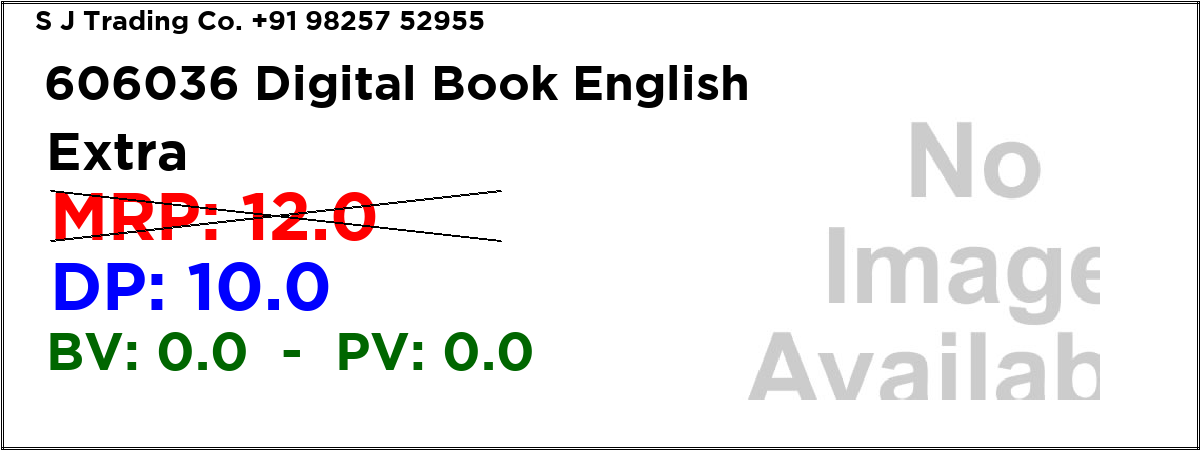 S J Trading Co. +91 98257 52955
606036 Digital Book English
Extra
MRP: 12.0
DP: 10.0
BV: 0.0 - PV: 0.0
No
Image
Availab